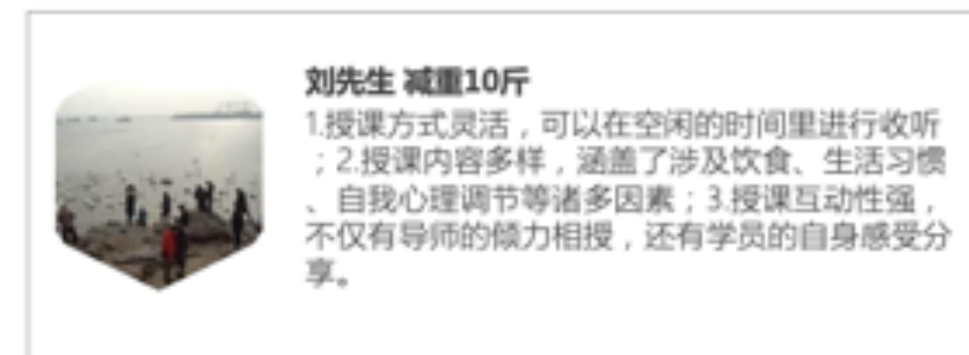 刘先生 减重10斤
1.授课方式灵活，可以在空闲的时间里进行收听
；2.授课内容多样，涵盖了涉及饮食、生活习惯
、自我心理调节等诸多因素；3.授课互动性强，
不仅有导师的倾力相授，还有学员的自身感受分
享。